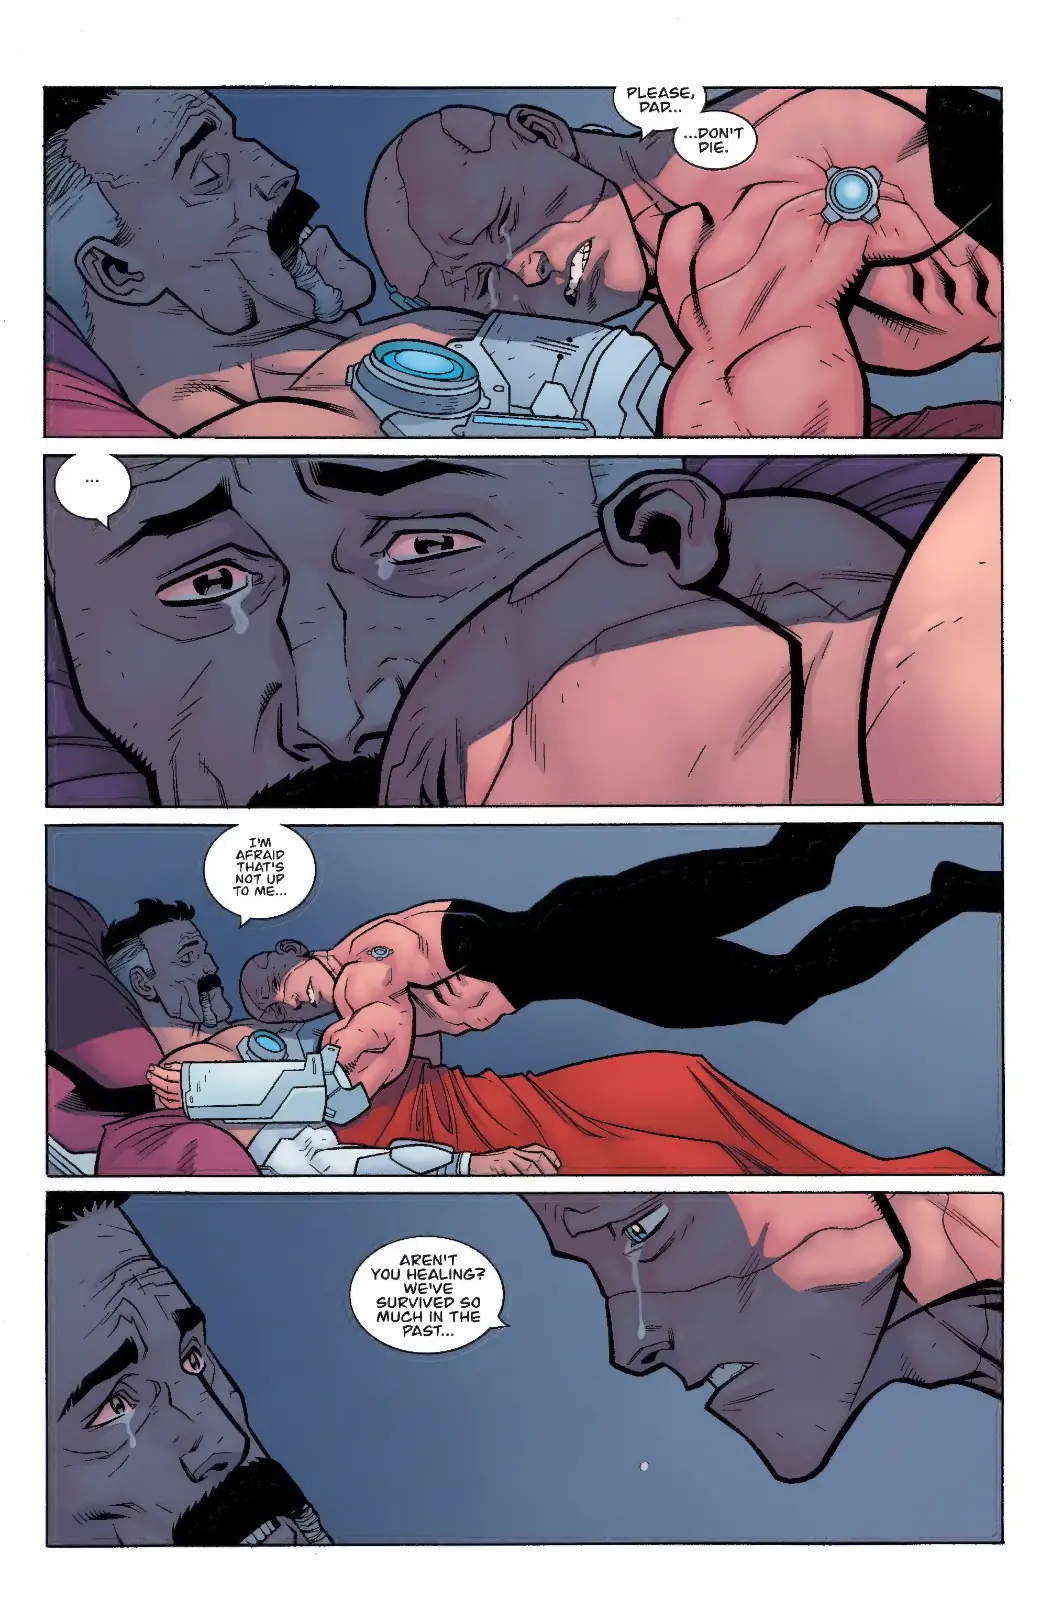 PLEASE,
DAD...
...DON'T
DIE.
...
I'M
AFRAID
THAT'S
NOT UP
TO ME...
AREN'T
YOU HEALING?
WE'VE
SURVIVED SO
MUCH IN THE
PAST...